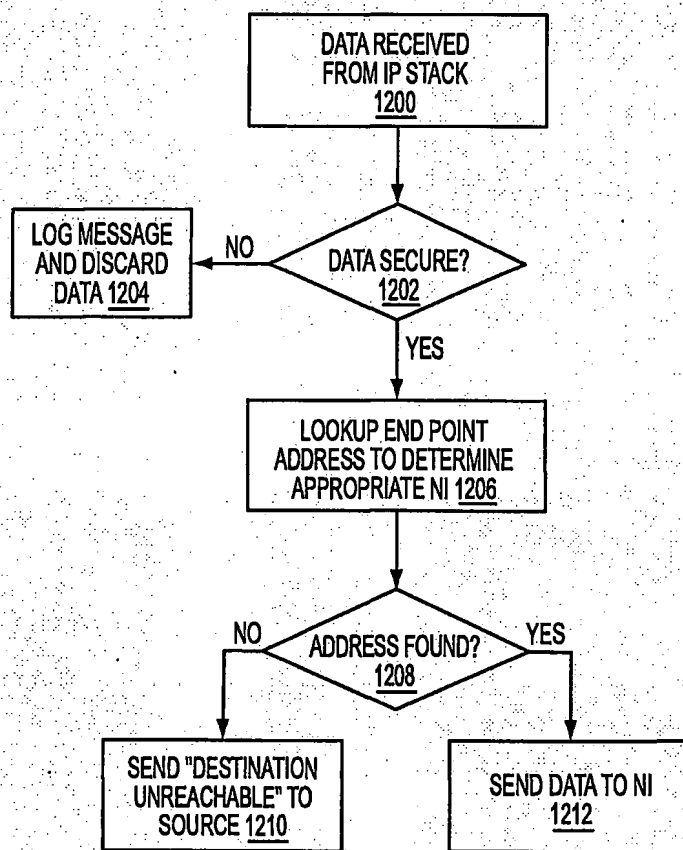 DATA RECEIVED
FROM IP STACK
1200
LOG MESSAGE
AND DISCARD
DATA 1204
NO
DATA SECURE?
1202
YES
LOOKUP END POINT
ADDRESS TO DETERMINE
APPROPRIATE NI 1206
NO
ADDRESS FOUND?
1208
YES
SEND "DESTINATION
UNREACHABLE" TO
SOURCE 1210
SEND DATA TO NI
1212